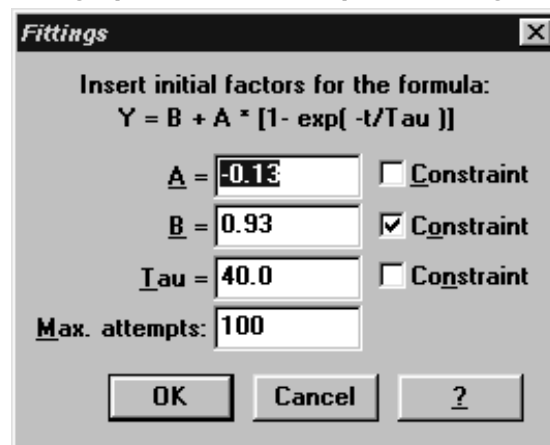 Fittings
Insert initial factors for the formula:
Y = B + A * [1- exp( -t/Tau )]
A = -0.13 Constraint
B = 0.93 Constraint
Tau = 40.0 Constraint
Max. attempts: 100
OK Cancel ?